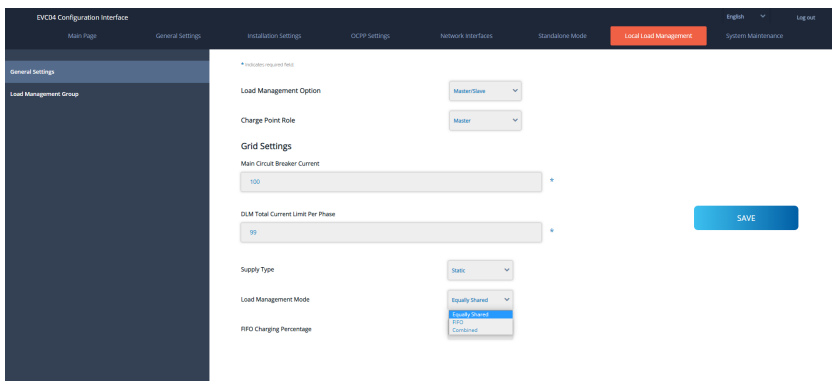 EVC04 Configuration Interface
English
Log out
Main Page
General Settings
Installation Settings
OCPP Settings
Network Interfaces
Standalone Mode
Local Load Management
System Maintenance
General Settings
Load Management Group
* Indicates required field
Load Management Option
Master/Slave
Charge Point Role
Master
Grid Settings
Main Circuit Breaker Current
100
*
DLM Total Current Limit Per Phase
99
*
SAVE
Supply Type
Static
Load Management Mode
Equally Shared
Equally Shared
FIFO
Combined
FIFO Charging Percentage